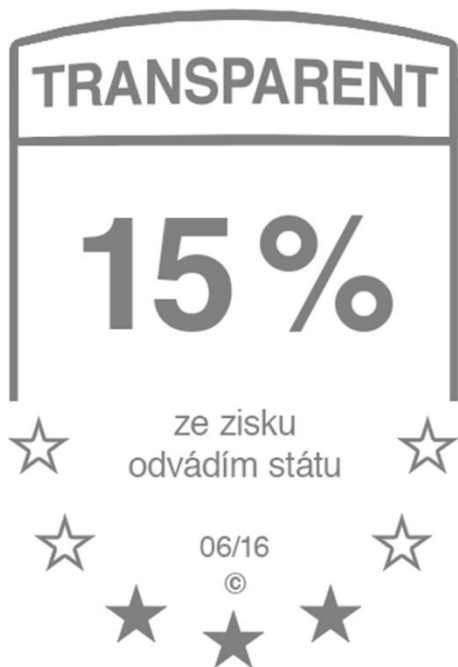 TRANSPARENT
15 %
ze zisku
odvádím státu
06/16
©